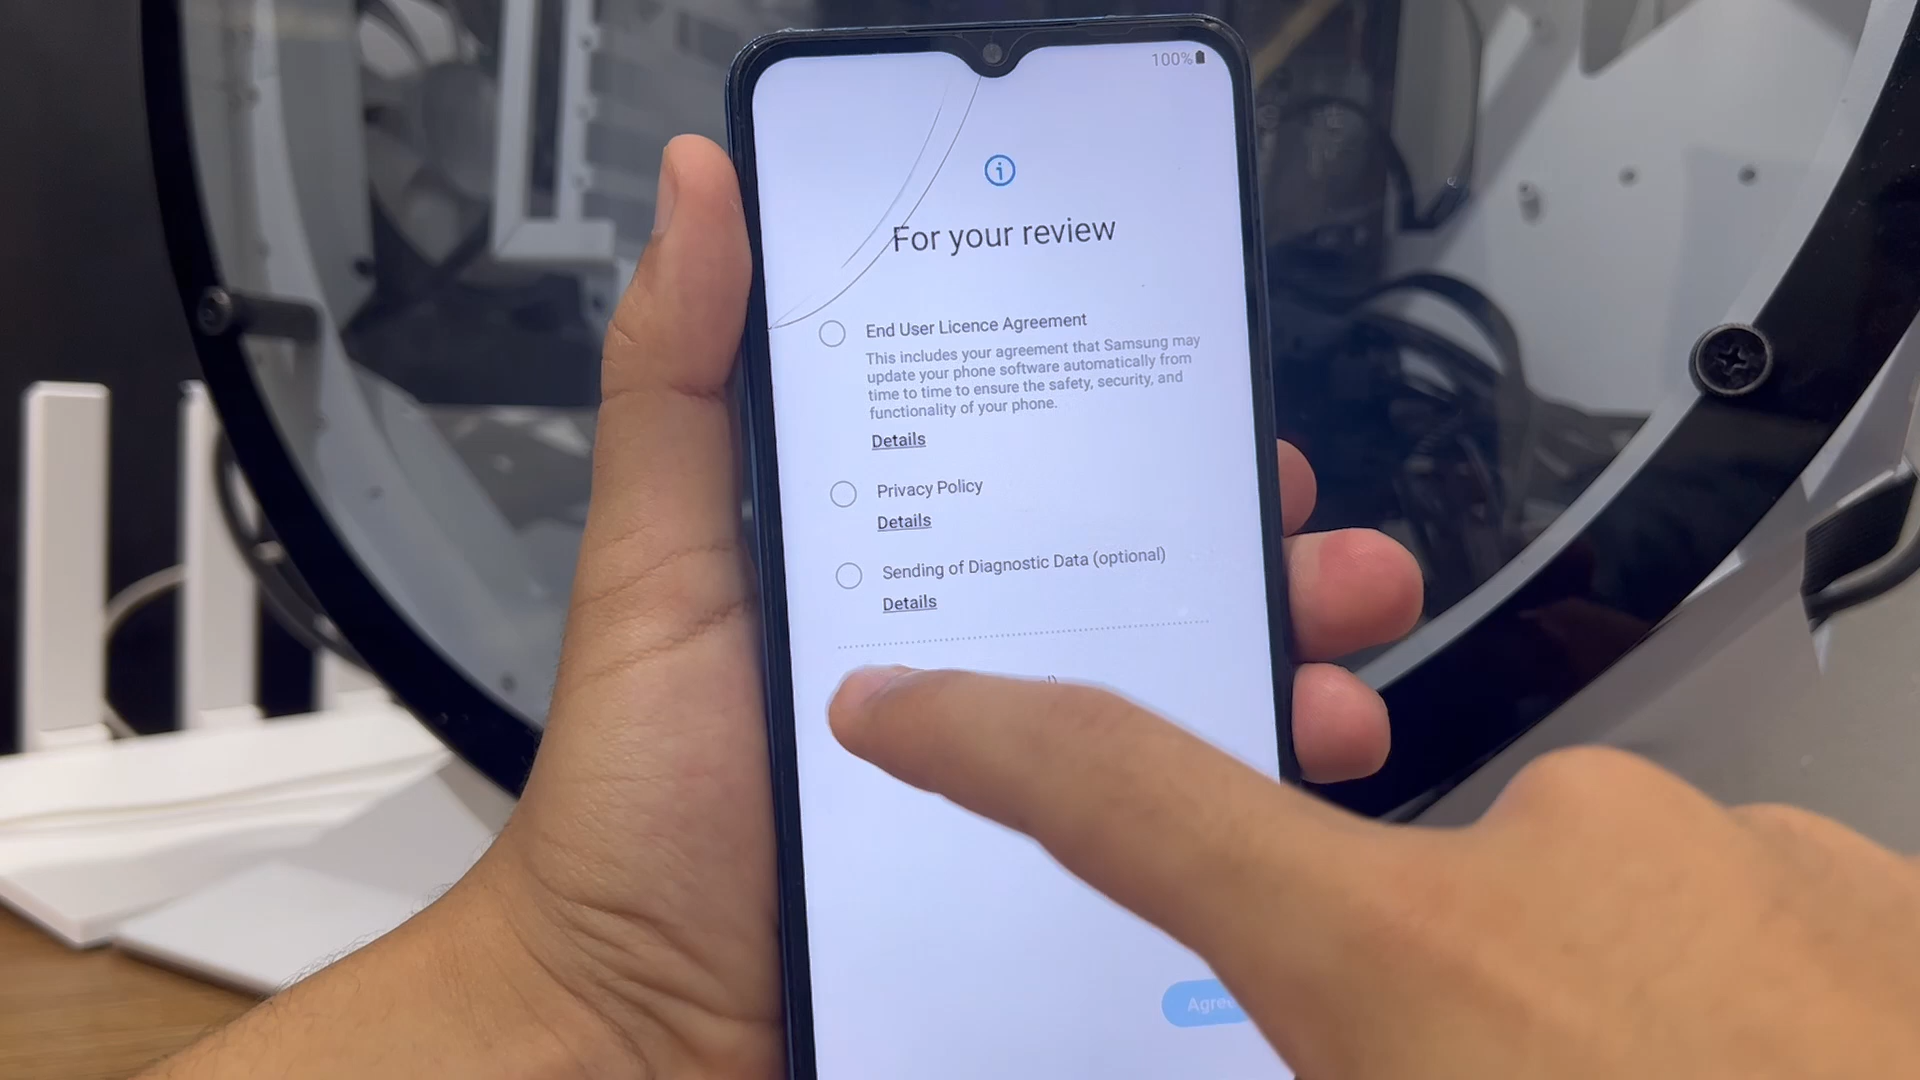 100%
For your review
End User Licence Agreement
This includes your agreement that Samsung may
update your phone software automatically from
time to time to ensure the safety, security, and
functionality of your phone.
Details
Privacy Policy
Details
Sending of Diagnostic Data (optional)
Details